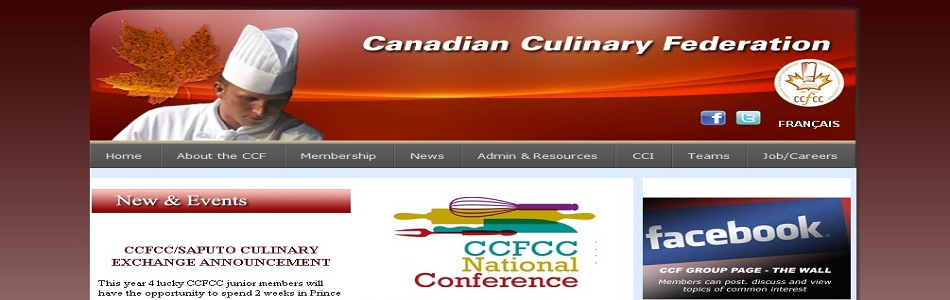 Canadian Culinary Federation
CCfCC
FRANÇAIS
Home About the CCF Membership News Admin & Resources CCI Teams Job/Careers
New & Events
CCFCC/SAPUTO CULINARY
EXCHANGE ANNOUNCEMENT
This year 4 lucky CCFCC junior members will
have the opportunity to spend 2 weeks in Prince
CCFCC
National
Conference
facebook
CCF GROUP PAGE - THE WALL
Members can post, discuss and view
topics of common interest